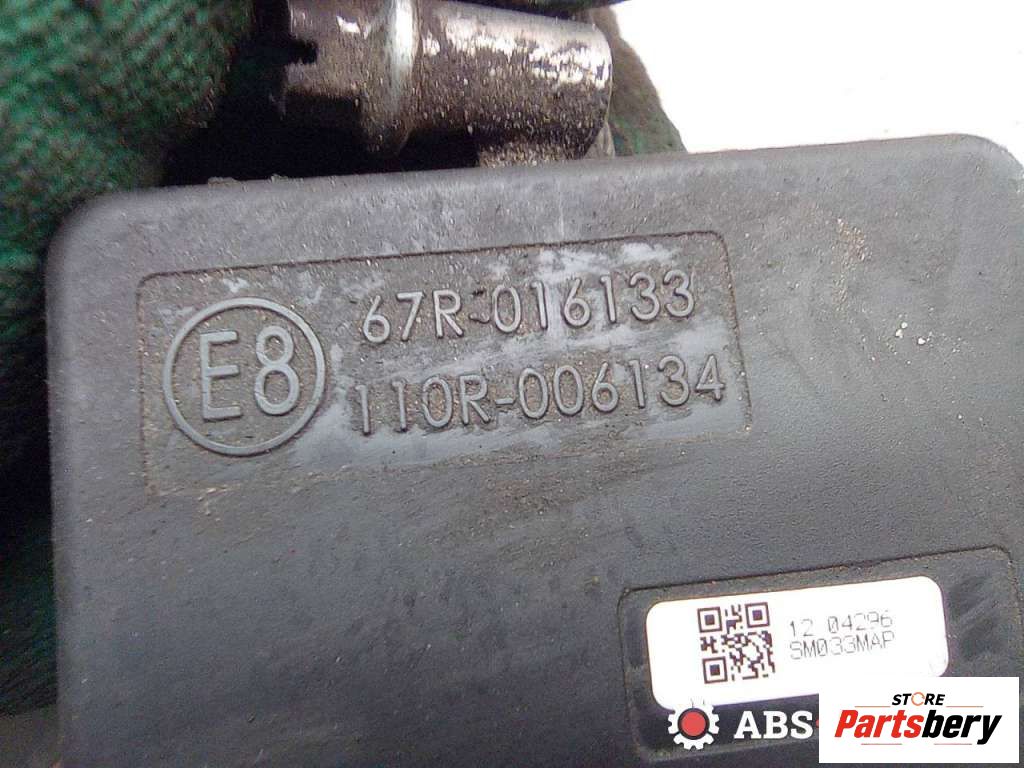 E8
67R-016133
110R-006134
12 04296
SM033MAP
ABS
STORE
Partsbery